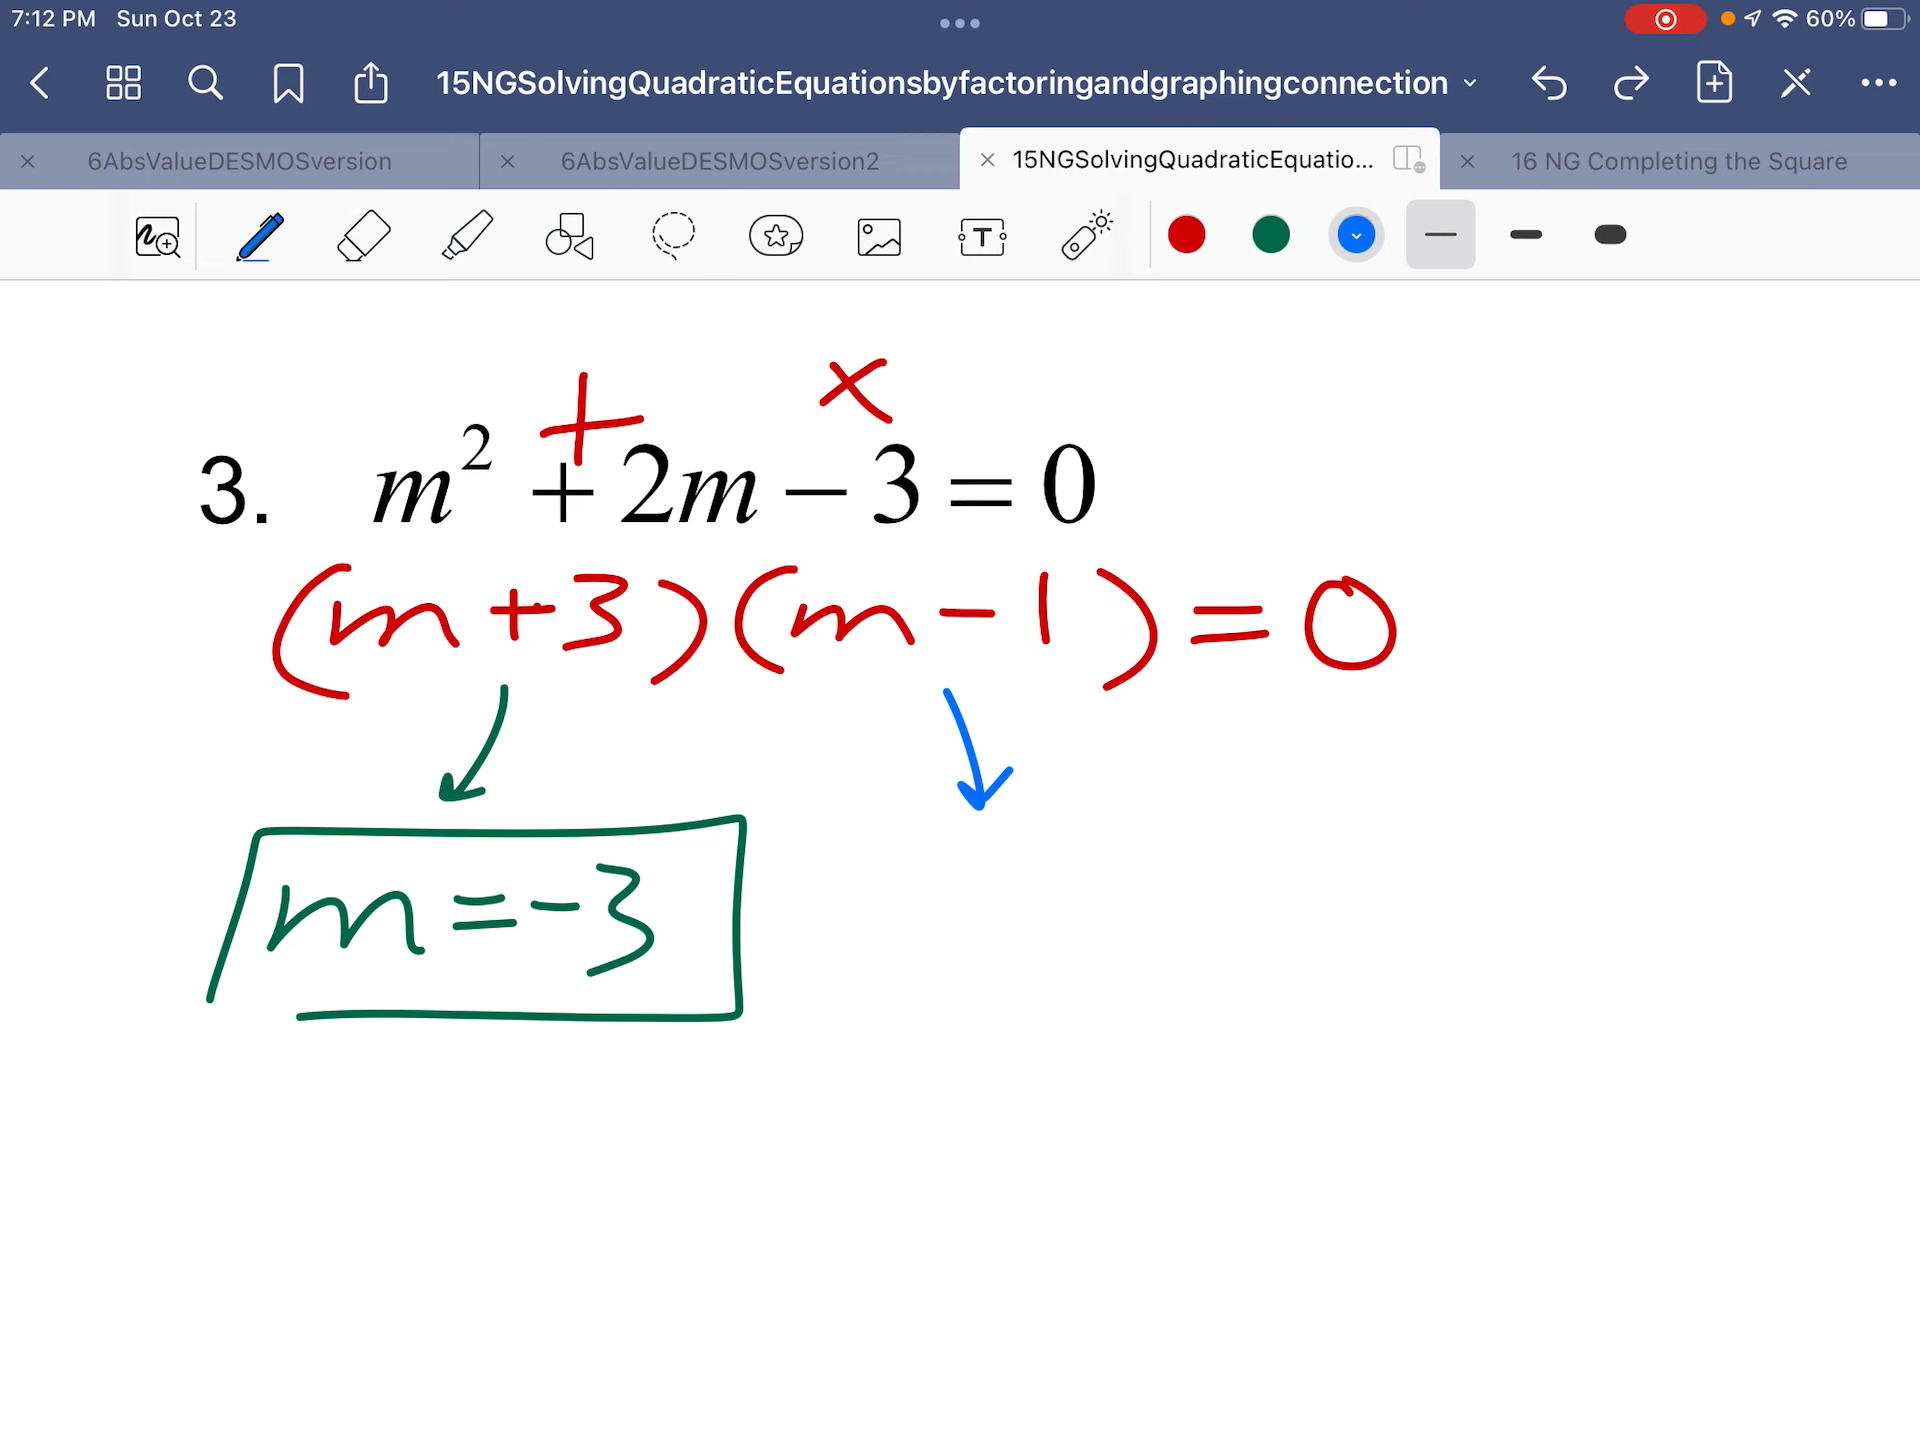 7:12 PM Sun Oct 23
60%
15NGSolvingQuadraticEquationsbyfactoringandgraphingconnection
6AbsValueDESMOSversion
6AbsValueDESMOSversion2
15NGSolvingQuadraticEquatio...
16 NG Completing the Square
+ ×
3. m² + 2m − 3 = 0
(m + 3)(m − 1) = 0
m = -3